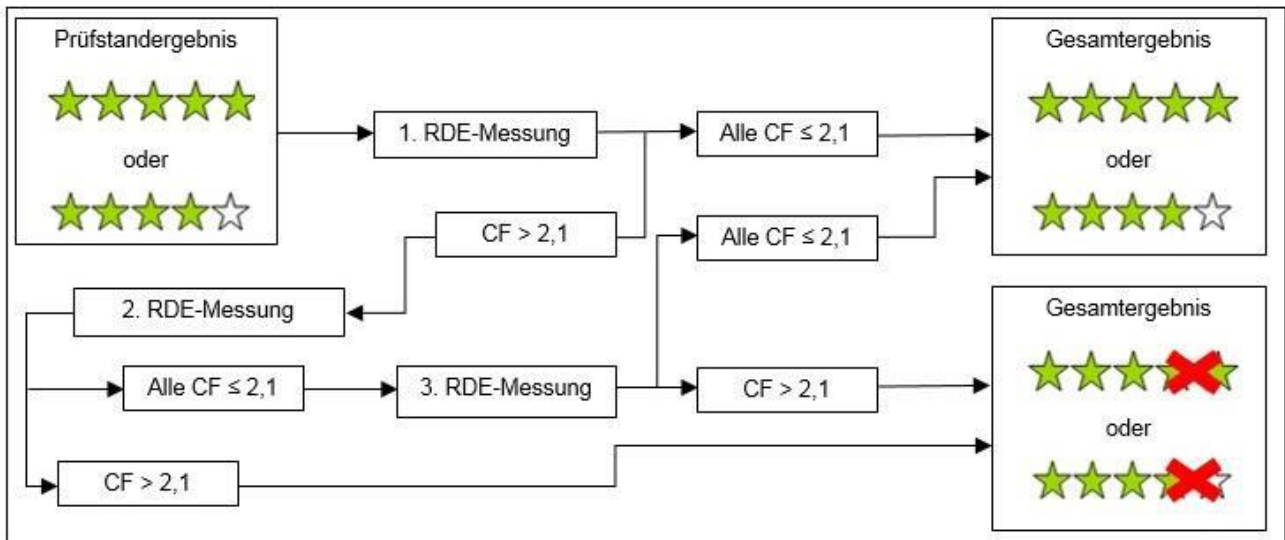 Prüfstandergebnis
oder
1. RDE-Messung
Alle CF ≤ 2,1
Gesamtergebnis
oder
CF > 2,1
Alle CF ≤ 2,1
2. RDE-Messung
Alle CF ≤ 2,1
3. RDE-Messung
CF > 2,1
Gesamtergebnis
oder
CF > 2,1